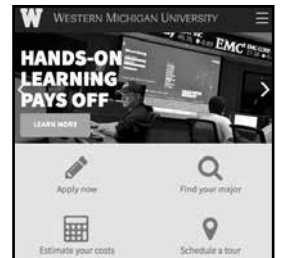 W WESTERN MICHIGAN UNIVERSITY
EMC
HANDS-ON
LEARNING
PAYS OFF
LEARN MORE
Apply now
Find your major
Estimate your costs
Schedule a tour